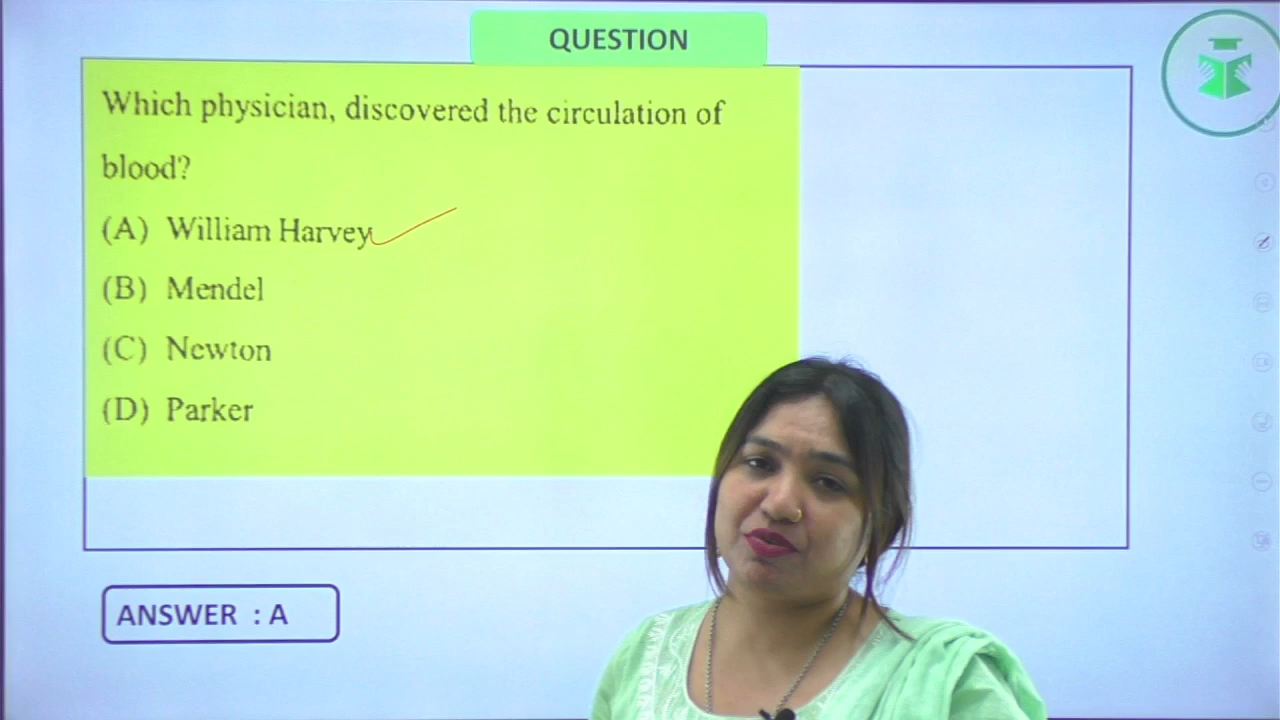 QUESTION
Which physician, discovered the circulation of
blood?
(A) William Harvey
(B) Mendel
(C) Newton
(D) Parker
ANSWER : A